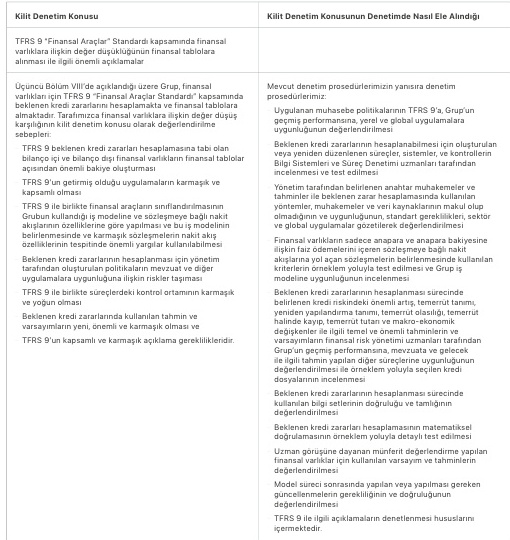 Kilit Denetim Konusu
TFRS 9 "Finansal Araçlar" Standardı kapsamında finansal
varlıklara ilişkin değer düşüklüğünün finansal tablolara
alınması ile ilgili önemli açıklamalar
Üçüncü Bölüm VIII'de açıklandığı üzere Grup, finansal
varlıkları için TFRS 9 "Finansal Araçlar Standardı" kapsamında
beklenen kredi zararlarını hesaplamakta ve finansal tablolara
almaktadır. Tarafımızca finansal varlıklara ilişkin değer düşüş
karşılığının kilit denetim konusu olarak değerlendirilme
sebepleri:
TFRS 9 beklenen kredi zararları hesaplamasına tabi olan
bilanço içi ve bilanço dışı finansal varlıkların finansal tablolar
açısından önemli bakiye oluşturması
TFRS 9'un getirmiş olduğu uygulamaların karmaşık ve
kapsamlı olması
TFRS 9 ile birlikte finansal araçların sınıflandırılmasının
Grubun kullandığı iş modeline ve sözleşmeye bağlı nakit
akışlarının özelliklerine göre yapılması ve bu iş modelinin
belirlenmesinde ve karmaşık sözleşmelerin nakit akış
özelliklerinin tespitinde önemli yargılar kullanılabilmesi
Beklenen kredi zararlarının hesaplanması için yönetim
tarafından oluşturulan politikaların mevzuat ve diğer
uygulamalara uygunluğuna ilişkin riskler taşıması
TFRS 9 ile birlikte süreçlerdeki kontrol ortamının karmaşık
ve yoğun olması
Beklenen kredi zararlarında kullanılan tahmin ve
varsayımların yeni, önemli ve karmaşık olması ve
TFRS 9'un kapsamlı ve karmaşık açıklama gereklilikleridir.
Kilit Denetim Konusunun Denetimde Nasıl Ele Alındığı
Mevcut denetim prosedürlerimizin yanısıra denetim
prosedürlerimiz:
Uygulanan muhasebe politikalarının TFRS 9'a, Grup'un
geçmiş performansına, yerel ve global uygulamalara
uygunluğunun değerlendirilmesi
Beklenen kredi zararlarının hesaplanabilmesi için oluşturulan
veya yeniden düzenlenen süreçler, sistemler, ve kontrollerin
Bilgi Sistemleri ve Süreç Denetimi uzmanları tarafından
incelenmesi ve test edilmesi
Yönetim tarafından belirlenen anahtar muhakemeler ve
tahminler ile beklenen zarar hesaplamasında kullanılan
yöntemler, muhakemeler ve veri kaynaklarının makul olup
olmadığının ve uygunluğunun, standart gereklilikleri, sektör
ve global uygulamalar gözetilerek değerlendirilmesi
Finansal varlıkların sadece anapara ve anapara bakiyesine
ilişkin faiz ödemelerini içeren sözleşmeye bağlı nakit
akışlarına yol açan sözleşmelerin belirlenmesinde kullanılan
kriterlerin örneklem yoluyla test edilmesi ve Grup iş
modeline uygunluğunun incelenmesi
Beklenen kredi zararlarının hesaplanması sürecinde
belirlenen kredi riskindeki önemli artış, temerrüt tanımı,
yeniden yapılandırma tanımı, temerrüt olasılığı, temerrüt
halinde kayıp, temerrüt tutarı ve makro-ekonomik
değişkenler ile ilgili temel ve önemli tahminlerin ve
varsayımların finansal risk yönetimi uzmanları tarafından
Grup'un geçmiş performansına, mevzuata ve gelecek
ile ilgili tahmin yapılan diğer süreçlerine uygunluğunun
değerlendirilmesi ile örneklem yoluyla seçilen kredi
dosyalarının incelenmesi
Beklenen kredi zararlarının hesaplanması sürecinde
kullanılan bilgi setlerinin doğruluğu ve tamlığının
değerlendirilmesi
Beklenen kredi zararları hesaplamasının matematiksel
doğrulamasının örneklem yoluyla detaylı test edilmesi
Uzman görüşüne dayanan münferit değerlendirme yapılan
finansal varlıklar için kullanılan varsayım ve tahminlerin
değerlendirilmesi
Model süreci sonrasında yapılan veya yapılması gereken
güncellenmelerin gerekliliğinin ve doğruluğunun
değerlendirilmesi
TFRS 9 ile ilgili açıklamaların denetlenmesi hususlarını
içermektedir.